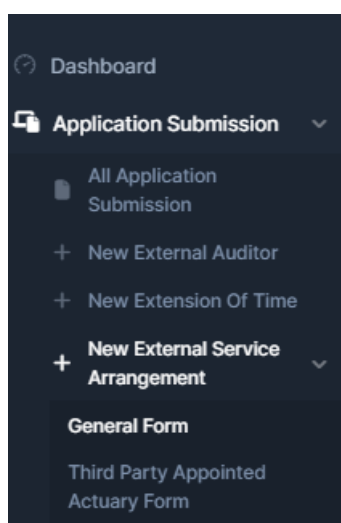 Dashboard
Application Submission
All Application
Submission
New External Auditor
New Extension Of Time
New External Service
Arrangement
General Form
Third Party Appointed
Actuary Form